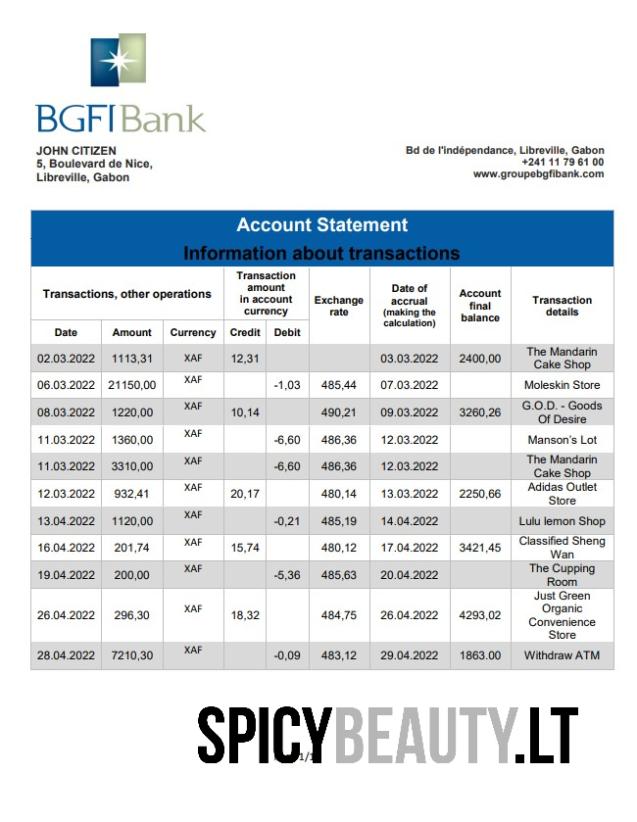 BGFIBank
JOHN CITIZEN
5, Boulevard de Nice,
Libreville, Gabon
Bd de l'indépendance, Libreville, Gabon
+241 11 79 61 00
www.groupebgfibank.com
Account Statement
Information about transactions
Transactions, other operations
Transaction amount in account currency
Exchange rate
Date of accrual (making the calculation)
Account final balance
Transaction details
Date Amount Currency Credit Debit
02.03.2022 1113,31 XAF 12,31 03.03.2022 2400,00 The Mandarin Cake Shop
06.03.2022 21150,00 XAF -1,03 485,44 07.03.2022 Moleskin Store
08.03.2022 1220,00 XAF 10,14 490,21 09.03.2022 3260,26 G.O.D. - Goods Of Desire
11.03.2022 1360,00 XAF -6,60 486,36 12.03.2022 Manson's Lot
11.03.2022 3310,00 XAF -6,60 486,36 12.03.2022 The Mandarin Cake Shop
12.03.2022 932,41 XAF 20,17 480,14 13.03.2022 2250,66 Adidas Outlet Store
13.04.2022 1120,00 XAF -0,21 485,19 14.04.2022 Lulu lemon Shop
16.04.2022 201,74 XAF 15,74 480,12 17.04.2022 3421,45 Classified Sheng Wan
19.04.2022 200,00 XAF -5,36 485,63 20.04.2022 The Cupping Room
26.04.2022 296,30 XAF 18,32 484,75 26.04.2022 4293,02 Just Green Organic Convenience Store
28.04.2022 7210,30 XAF -0,09 483,12 29.04.2022 1863.00 Withdraw ATM
SPICYBEAUTY.LT